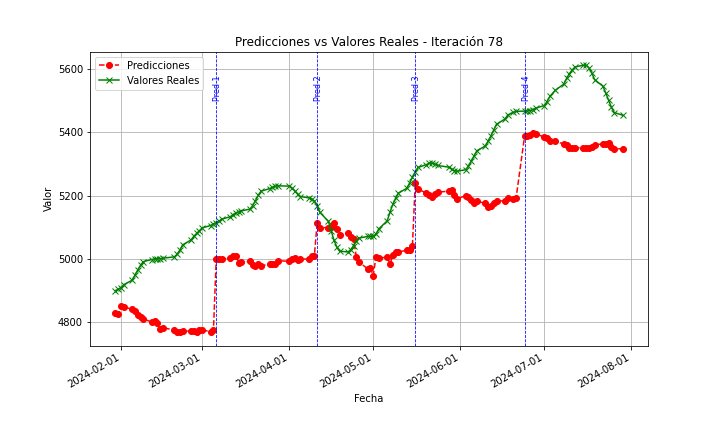 Predicciones vs Valores Reales - Iteración 78
Predicciones
Valores Reales
Pred 1
Pred 2
Pred 3
Pred 4
Valor
5600
5400
5200
5000
4800
2024-02-01
2024-03-01
2024-04-01
2024-05-01
2024-06-01
2024-07-01
2024-08-01
Fecha